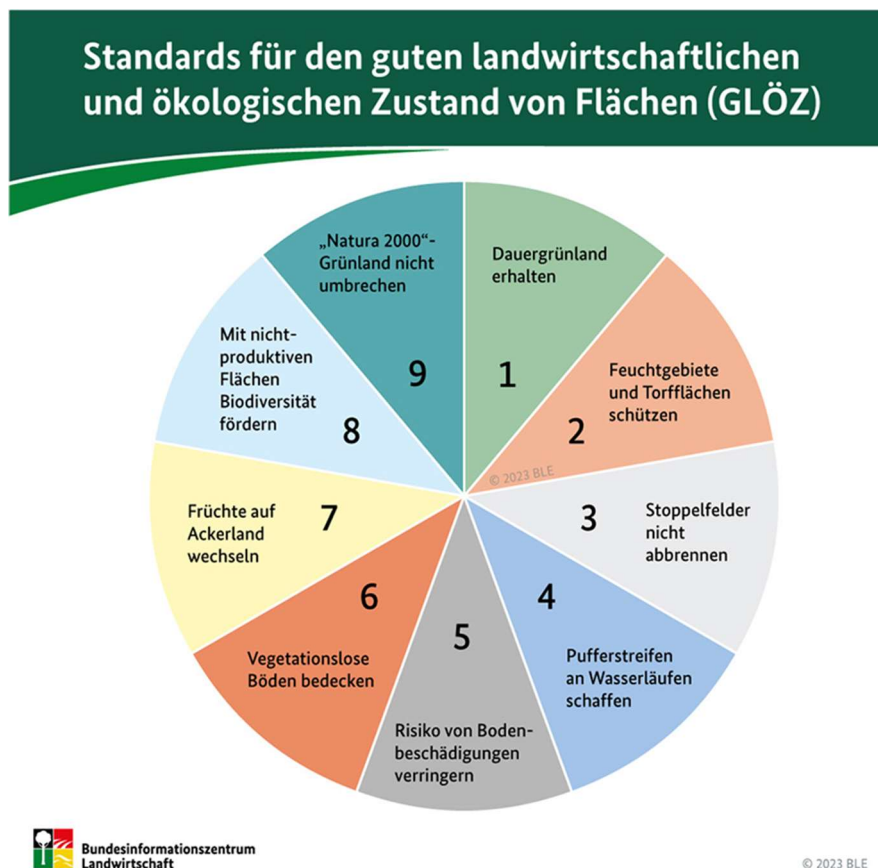 Standards für den guten landwirtschaftlichen
und ökologischen Zustand von Flächen (GLÖZ)
Dauergrünland
erhalten
1
Feuchtgebiete
und Torfflächen
schützen
2
© 2023 BLE
Stoppelfelder
nicht
abbrennen
3
4
Pufferstreifen
an Wasserläufen
schaffen
5
Risiko von Boden-
beschädigungen
verringern
6
Vegetationslose
Böden bedecken
7
Früchte auf
Ackerland
wechseln
Mit nicht-
produktiven
Flächen
Biodiversität
fördern
8
„Natura 2000“-
Grünland nicht
umbrechen
9
Bundesinformationszentrum
Landwirtschaft
© 2023 BLE